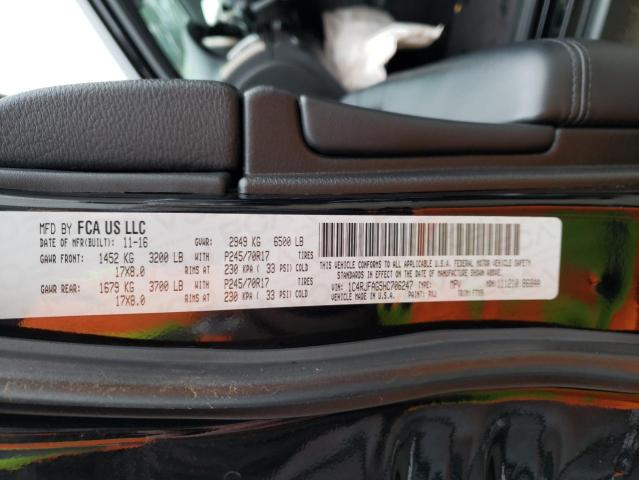 MFD BY FCA US LLC
DATE OF MFR(BUILT): 11-16 GVWR: 2949 KG 6500 LB
GAWR FRONT: 1452 KG 3200 LB WITH P245/70R17 TIRES
17X8.0 RIMS AT 230 KPA ( 33 PSI) COLD
GAWR REAR: 1679 KG 3700 LB WITH P245/70R17 TIRES
17X8.0 RIMS AT 230 KPA ( 33 PSI) COLD
THIS VEHICLE CONFORMS TO ALL APPLICABLE U.S.A. FEDERAL MOTOR VEHICLE SAFETY
STANDARDS IN EFFECT ON THE DATE OF MANUFACTURE SHOWN ABOVE.
VIN: 1C4RJFAG5HC706247 TYPE: MPV MDH: 111210
VEHICLE MADE IN U.S.A. PAINT: PXJ TRIM: